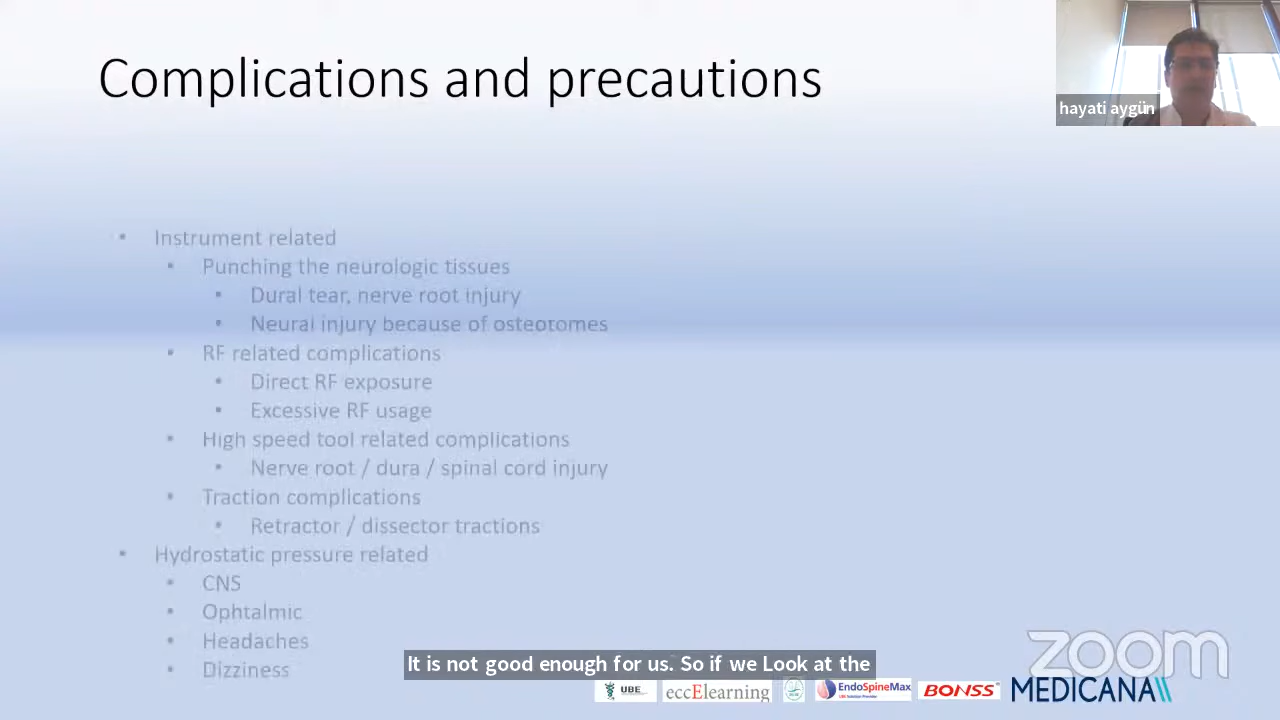 Complications and precautions
hayati aygün
• Instrument related
• Punching the neurologic tissues
• Dural tear, nerve root injury
• Neural injury because of osteotomes
• RF related complications
• Direct RF exposure
• Excessive RF usage
• High speed tool related complications
• Nerve root / dura / spinal cord injury
• Traction complications
• Retractor / dissector tractions
• Hydrostatic pressure related
• CNS
• Ophtalmic
• Headaches
• Dizziness
It is not good enough for us. So if we Look at the
zoom
UBE
eccElearning
EndoSpineMax
BONSS
MEDICANA